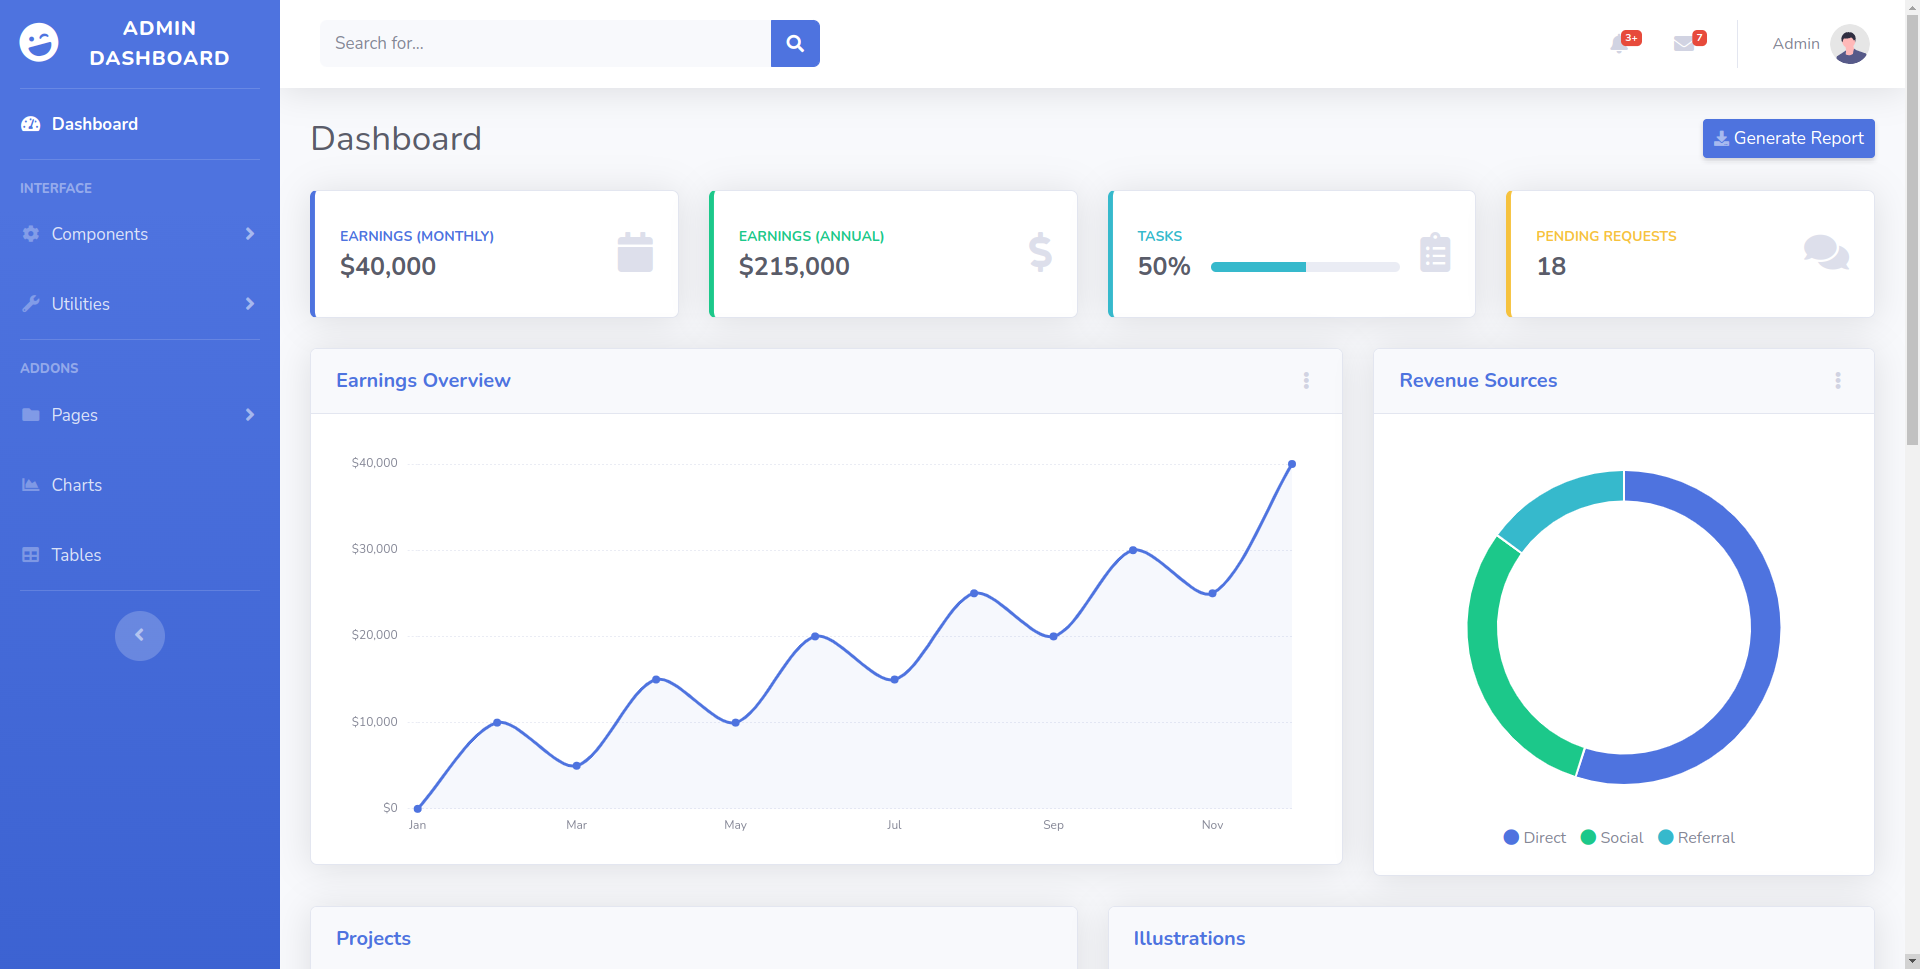 ADMIN
DASHBOARD
Dashboard
INTERFACE
Components
Utilities
ADDONS
Pages
Charts
Tables
Search for...
3+
7
Admin
Dashboard
Generate Report
EARNINGS (MONTHLY)
$40,000
EARNINGS (ANNUAL)
$215,000
TASKS
50%
PENDING REQUESTS
18
Earnings Overview
$40,000
$30,000
$20,000
$10,000
$0
Jan Mar May Jul Sep Nov
Revenue Sources
Direct Social Referral
Projects
Illustrations